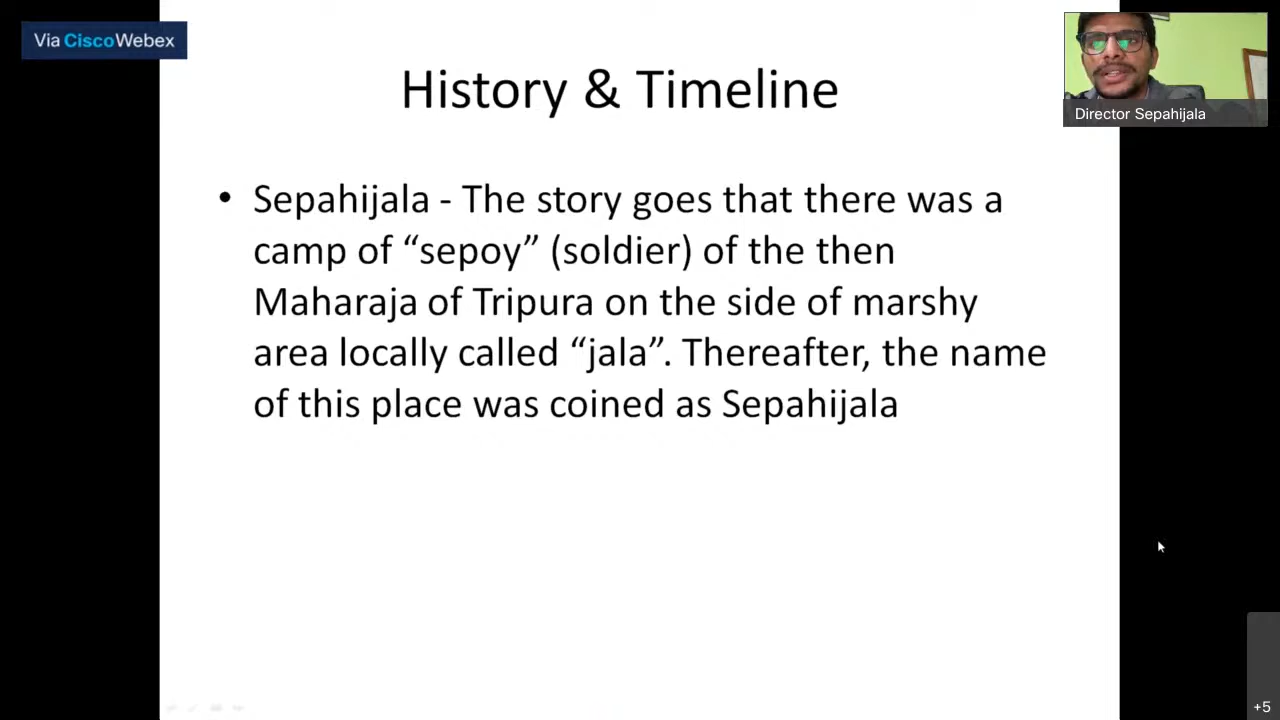 Via Cisco Webex
History & Timeline
Director Sepahijala
• Sepahijala - The story goes that there was a
camp of “sepoy” (soldier) of the then
Maharaja of Tripura on the side of marshy
area locally called “jala”. Thereafter, the name
of this place was coined as Sepahijala
+5